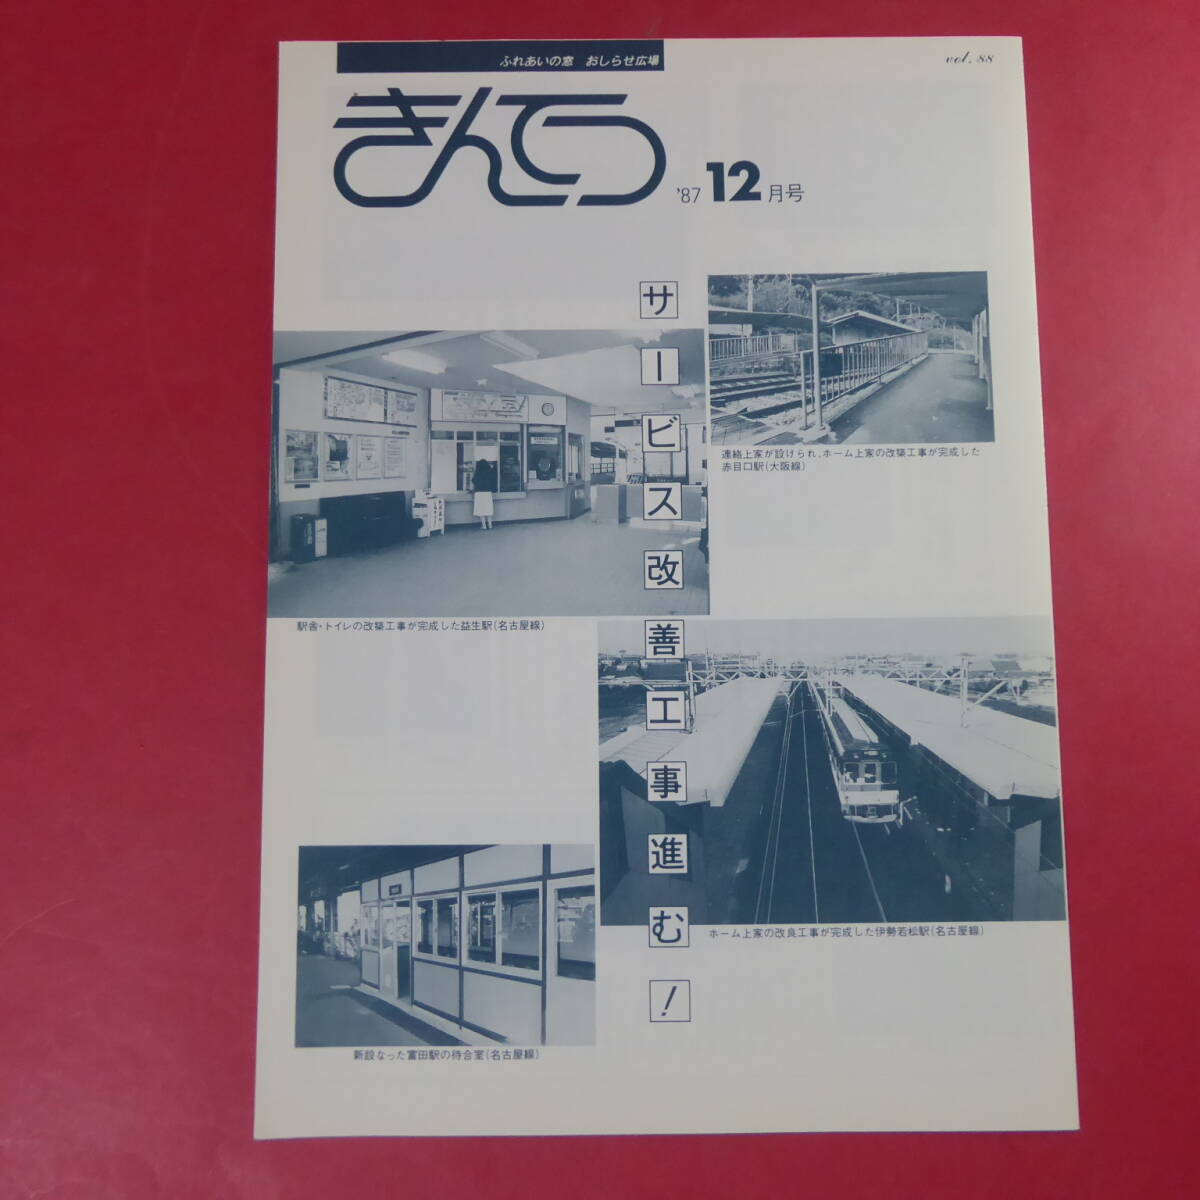 ふれあいの窓 おしらせ広場
vol. 88
きんてつ
'87 12月号
サービス改善工事進む!
連絡上家が設けられ、ホーム上家の改築工事が完成した
赤目口駅(大阪線)
駅舎・トイレの改築工事が完成した益生駅(名古屋線)
ホーム上家の改良工事が完成した伊勢若松駅(名古屋線)
新設なった富田駅の待合室(名古屋線)